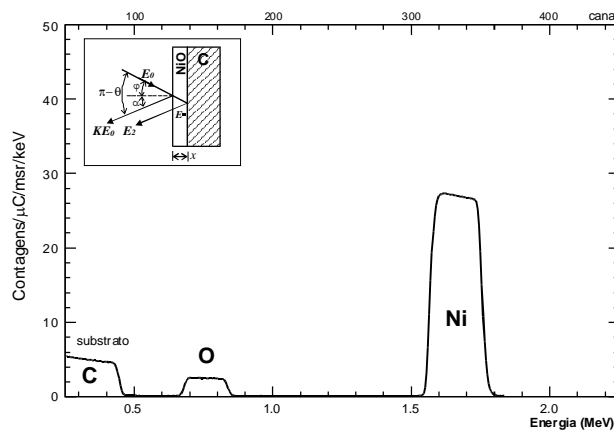 100 200 300 400 canal
Contagens/μC/msr/keV
50
40
30
20
10
0
NiO
C
E0
φ
π-θ
α
KE0
E2
E
x
substrato
C
O
Ni
0.5 1.0 1.5 2.0
Energia (MeV)